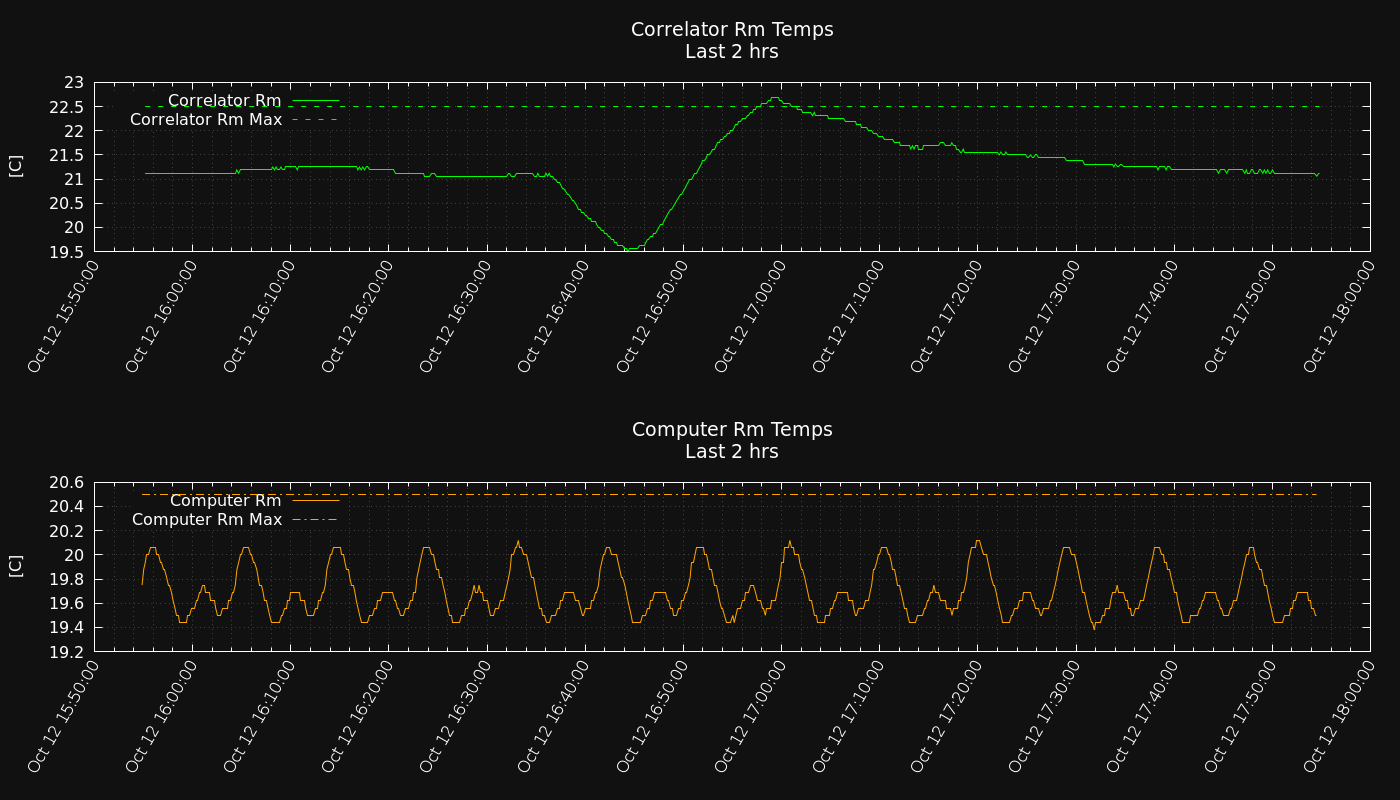 Correlator Rm Temps
Last 2 hrs
23
22.5
22
21.5
21
20.5
20
19.5
[C]
Correlator Rm
Correlator Rm Max
Oct 12 15:50:00
Oct 12 16:00:00
Oct 12 16:10:00
Oct 12 16:20:00
Oct 12 16:30:00
Oct 12 16:40:00
Oct 12 16:50:00
Oct 12 17:00:00
Oct 12 17:10:00
Oct 12 17:20:00
Oct 12 17:30:00
Oct 12 17:40:00
Oct 12 17:50:00
Oct 12 18:00:00
Computer Rm Temps
Last 2 hrs
20.6
20.4
20.2
20
19.8
19.6
19.4
19.2
[C]
Computer Rm
Computer Rm Max
Oct 12 15:50:00
Oct 12 16:00:00
Oct 12 16:10:00
Oct 12 16:20:00
Oct 12 16:30:00
Oct 12 16:40:00
Oct 12 16:50:00
Oct 12 17:00:00
Oct 12 17:10:00
Oct 12 17:20:00
Oct 12 17:30:00
Oct 12 17:40:00
Oct 12 17:50:00
Oct 12 18:00:00